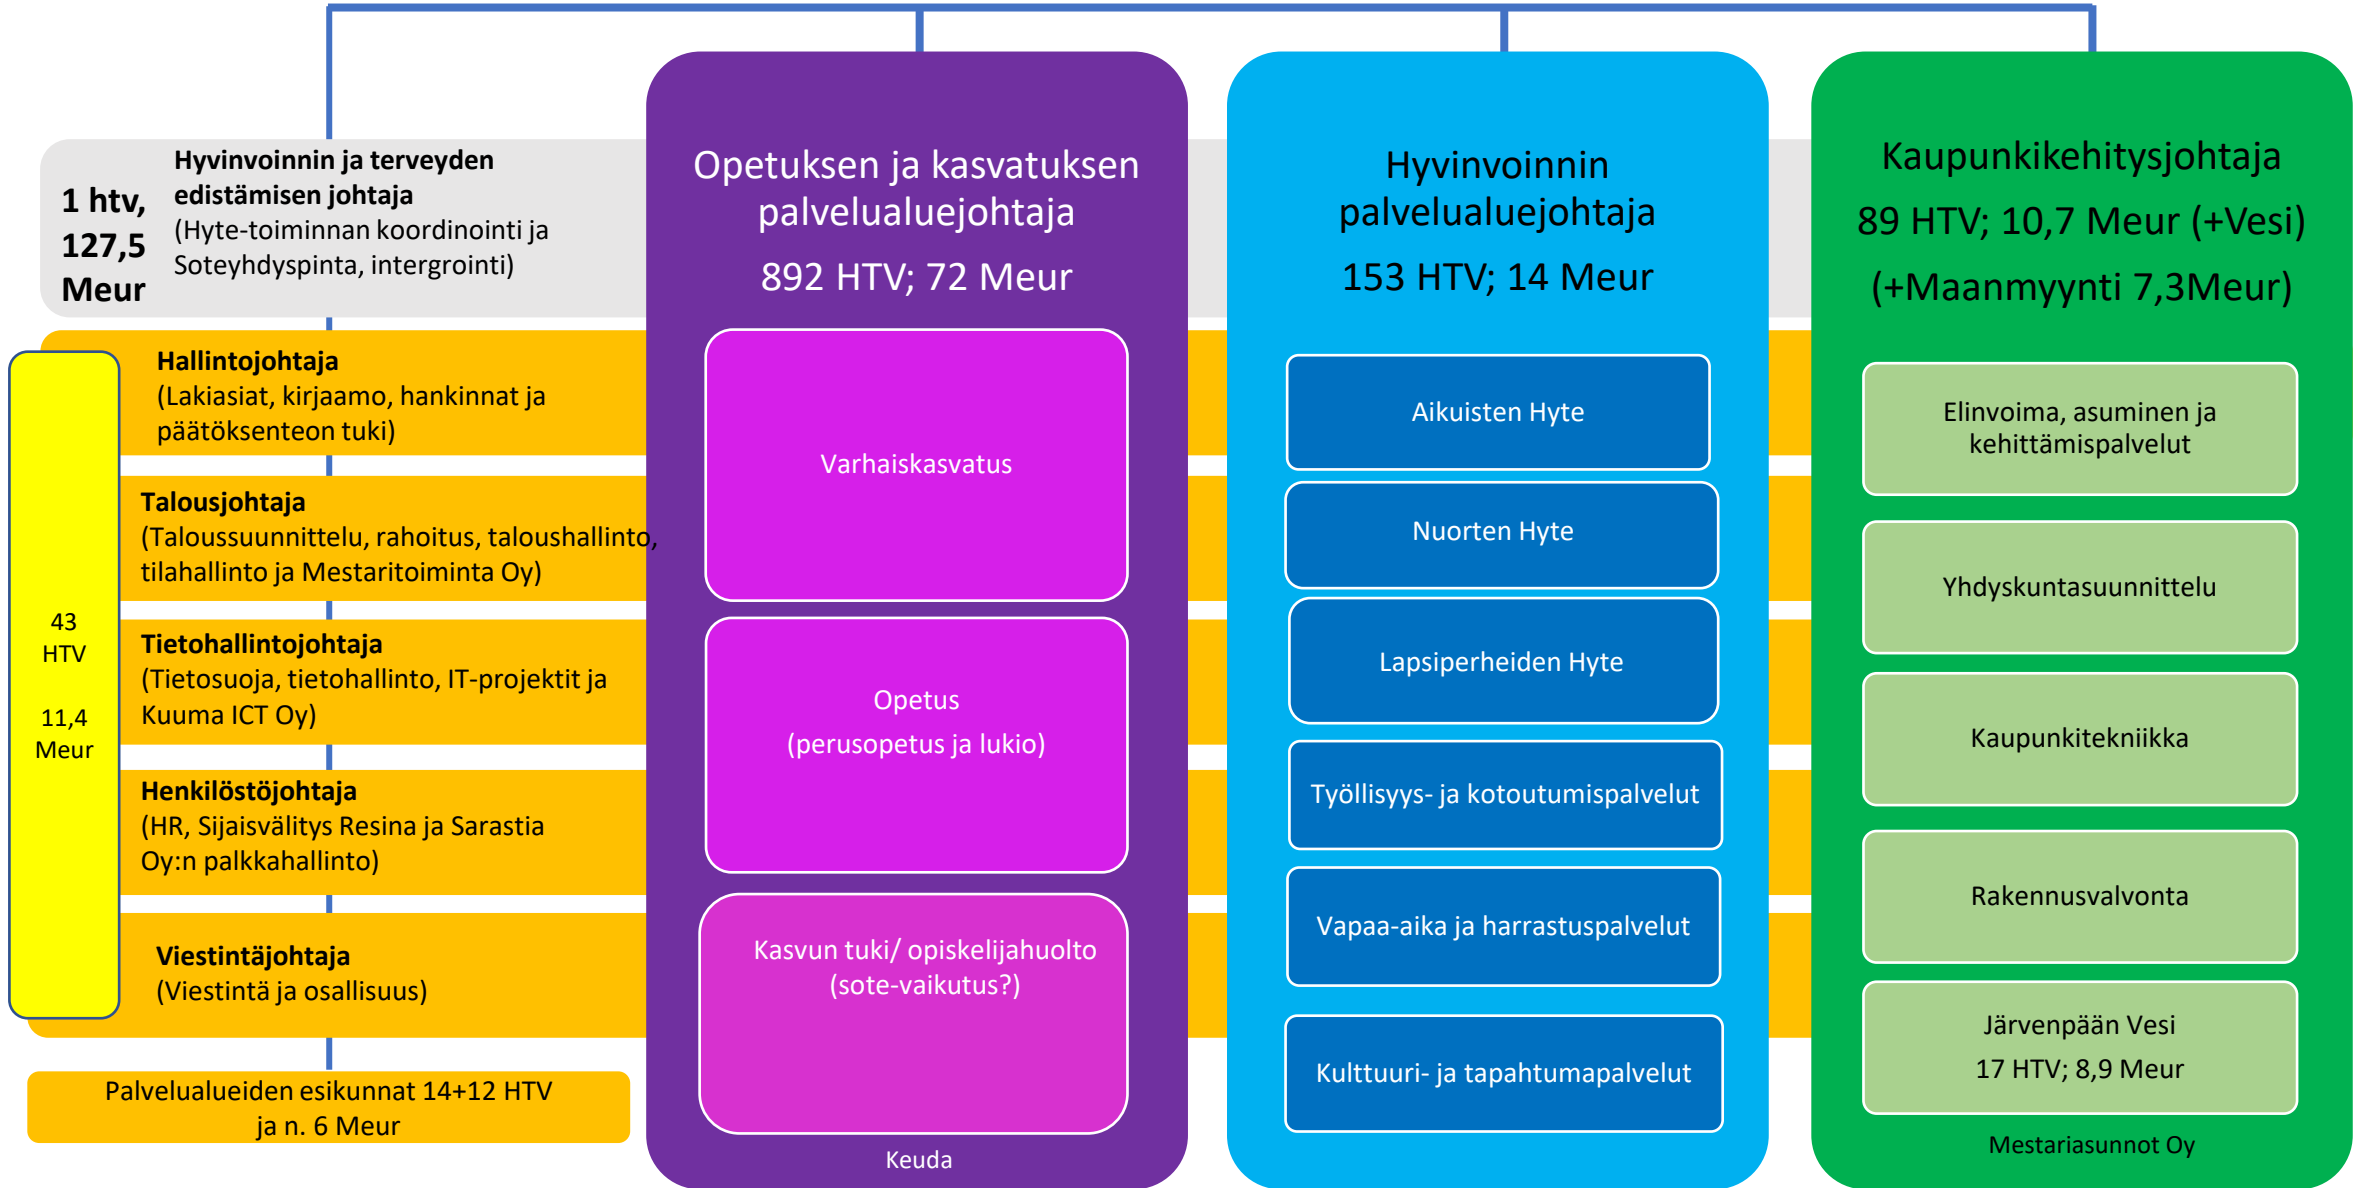 1 htv,
127,5
Meur
Hyvinvoinnin ja terveyden
edistämisen johtaja
(Hyte-toiminnan koordinointi ja
Soteyhdyspinta, intergrointi)
43
HTV
11,4
Meur
Hallintojohtaja
(Lakiasiat, kirjaamo, hankinnat ja
päätöksenteon tuki)
Talousjohtaja
(Taloussuunnittelu, rahoitus, taloushallinto,
tilahallinto ja Mestaritoiminta Oy)
Tietohallintojohtaja
(Tietosuoja, tietohallinto, IT-projektit ja
Kuuma ICT Oy)
Henkilöstöjohtaja
(HR, Sijaisvälitys Resina ja Sarastia
Oy:n palkkahallinto)
Viestintäjohtaja
(Viestintä ja osallisuus)
Palvelualueiden esikunnat 14+12 HTV
ja n. 6 Meur
Opetuksen ja kasvatuksen
palvelualuejohtaja
892 HTV; 72 Meur
Varhaiskasvatus
Opetus
(perusopetus ja lukio)
Kasvun tuki/ opiskelijahuolto
(sote-vaikutus?)
Keuda
Hyvinvoinnin
palvelualuejohtaja
153 HTV; 14 Meur
Aikuisten Hyte
Nuorten Hyte
Lapsiperheiden Hyte
Työllisyys- ja kotoutumispalvelut
Vapaa-aika ja harrastuspalvelut
Kulttuuri- ja tapahtumapalvelut
Kaupunkikehitysjohtaja
89 HTV; 10,7 Meur (+Vesi)
(+Maanmyynti 7,3Meur)
Elinvoima, asuminen ja
kehittämispalvelut
Yhdyskuntasuunnittelu
Kaupunkitekniikka
Rakennusvalvonta
Järvenpään Vesi
17 HTV; 8,9 Meur
Mestariasunnot Oy